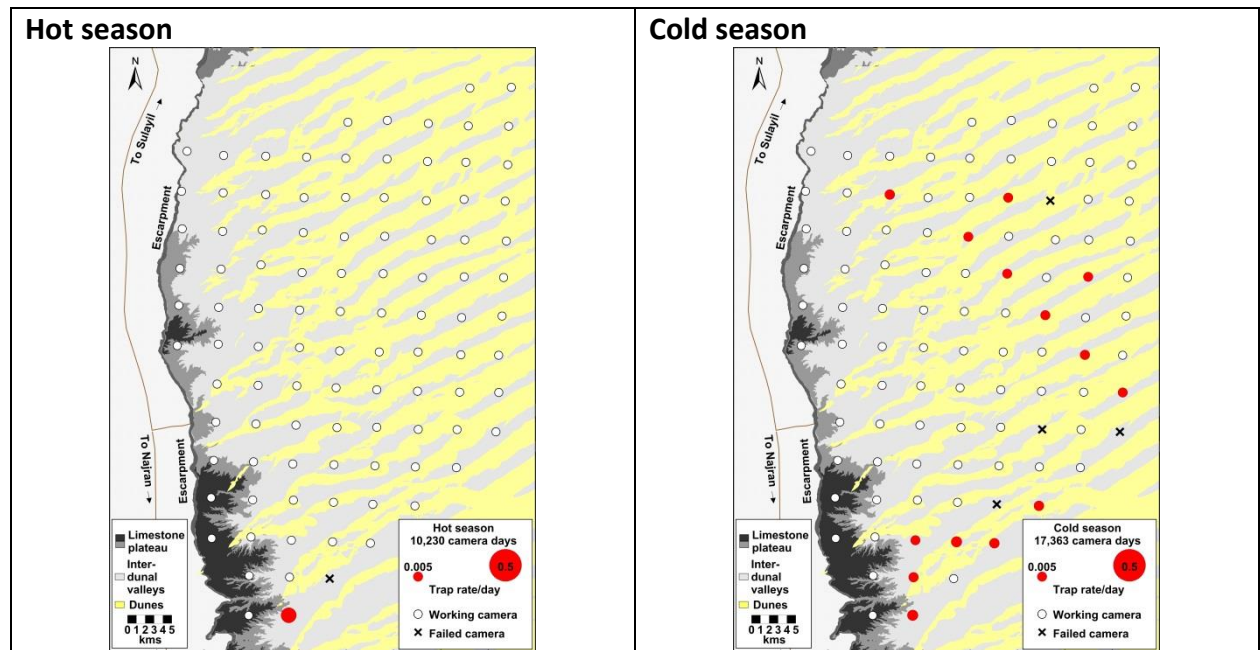 Hot season
N
To Sulayil →
Escarpment
To Najran →
Escarpment
Limestone
plateau
Inter-
dunal
valleys
Dunes
0 1 2 3 4 5
kms
Hot season
10,230 camera days
0.005
0.5
Trap rate/day
Working camera
Failed camera
Cold season
N
To Sulayil →
Escarpment
To Najran →
Escarpment
Limestone
plateau
Inter-
dunal
valleys
Dunes
0 1 2 3 4 5
kms
Cold season
17,363 camera days
0.005
0.5
Trap rate/day
Working camera
Failed camera